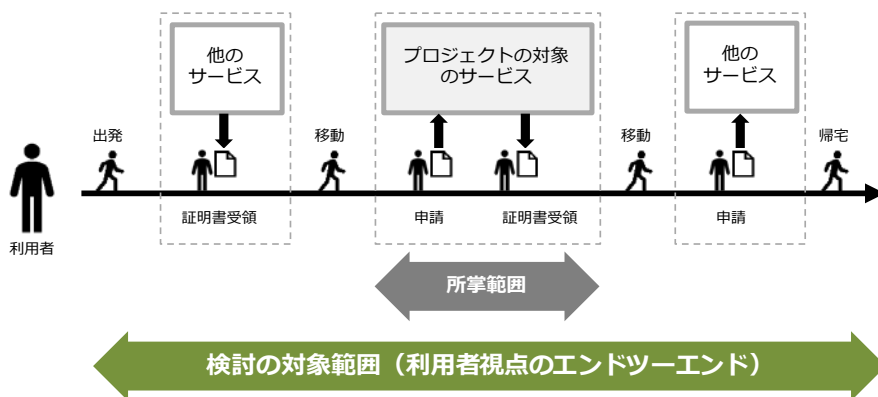 他の
サービス
プロジェクトの対象
のサービス
他の
サービス
出発
移動
移動
帰宅
証明書受領
申請
証明書受領
申請
利用者
所掌範囲
検討の対象範囲（利用者視点のエンドツーエンド）